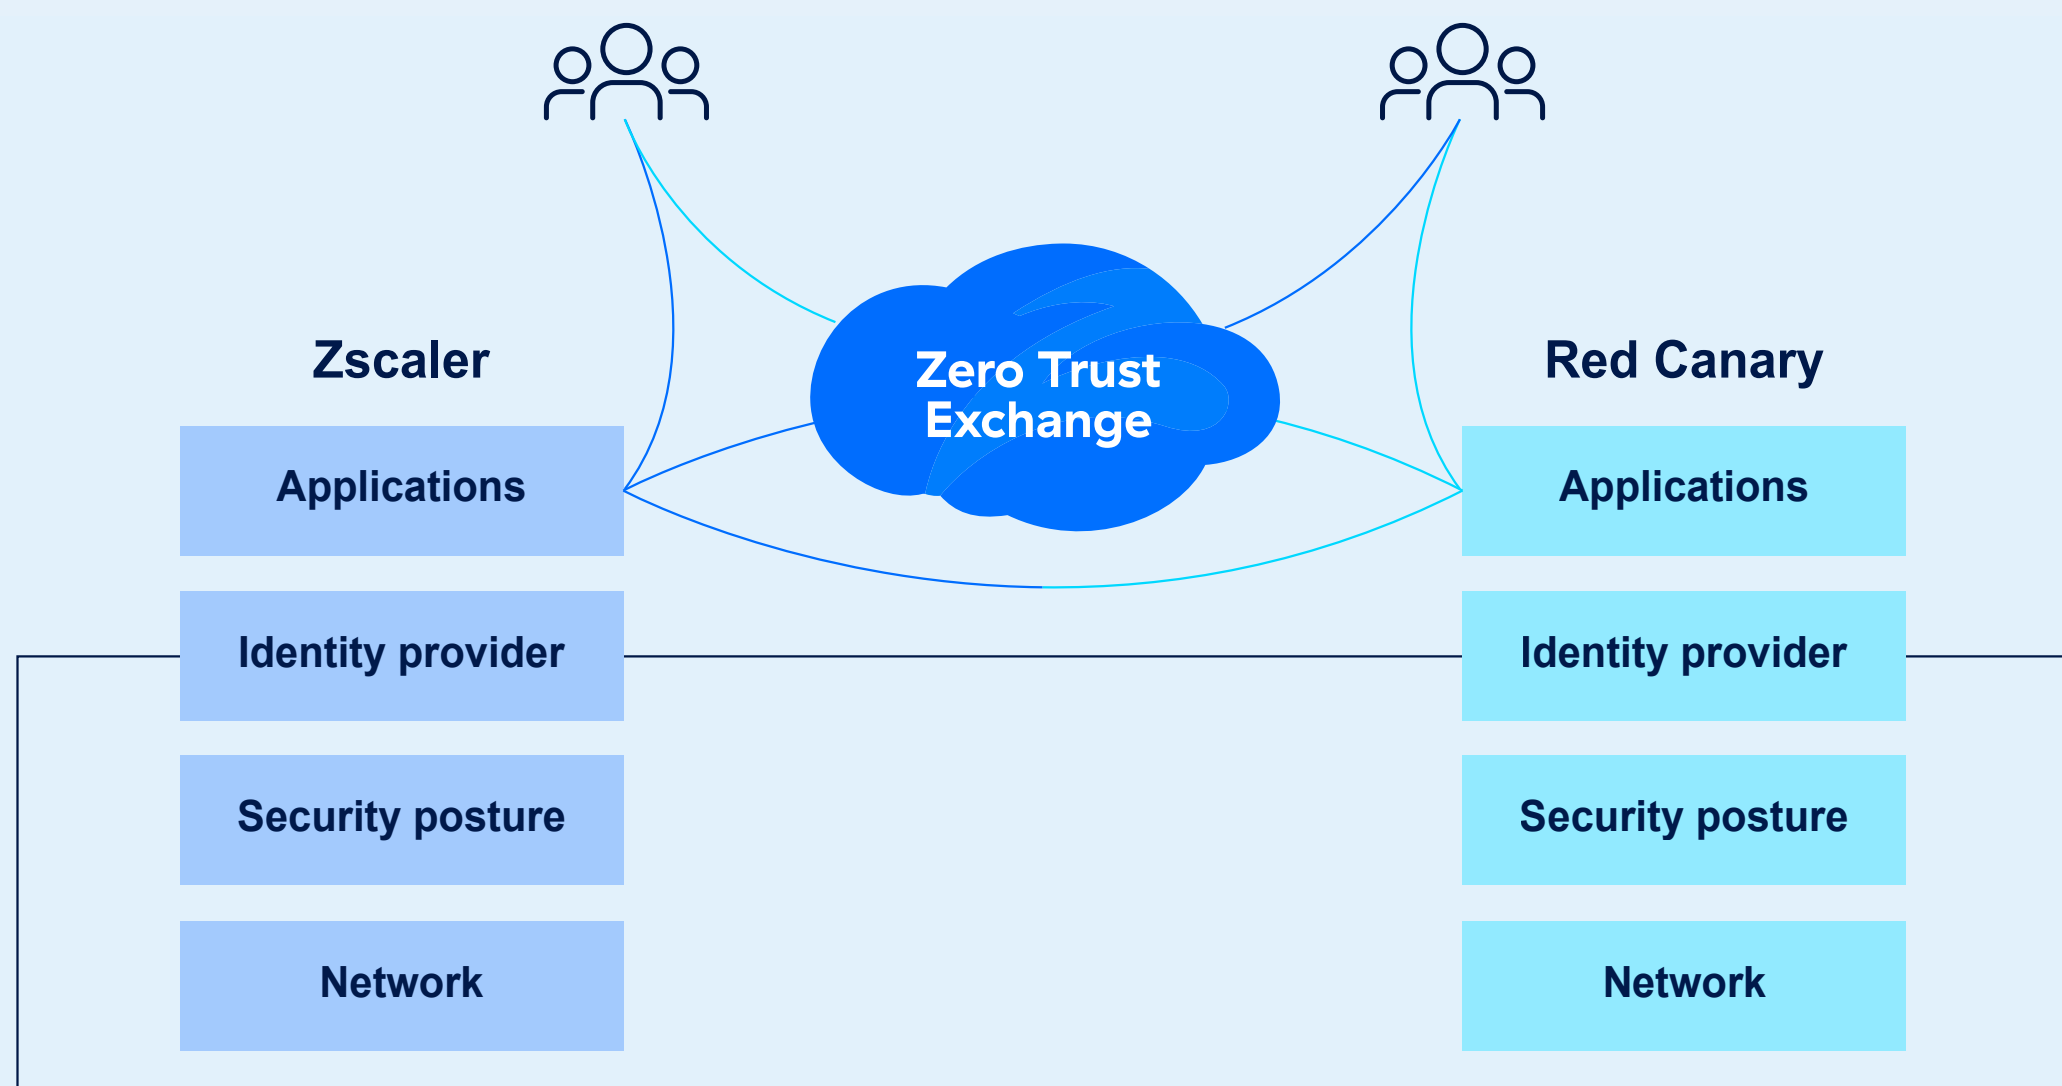 Zscaler
Zero Trust
Exchange
Red Canary
Applications
Applications
Identity provider
Identity provider
Security posture
Security posture
Network
Network